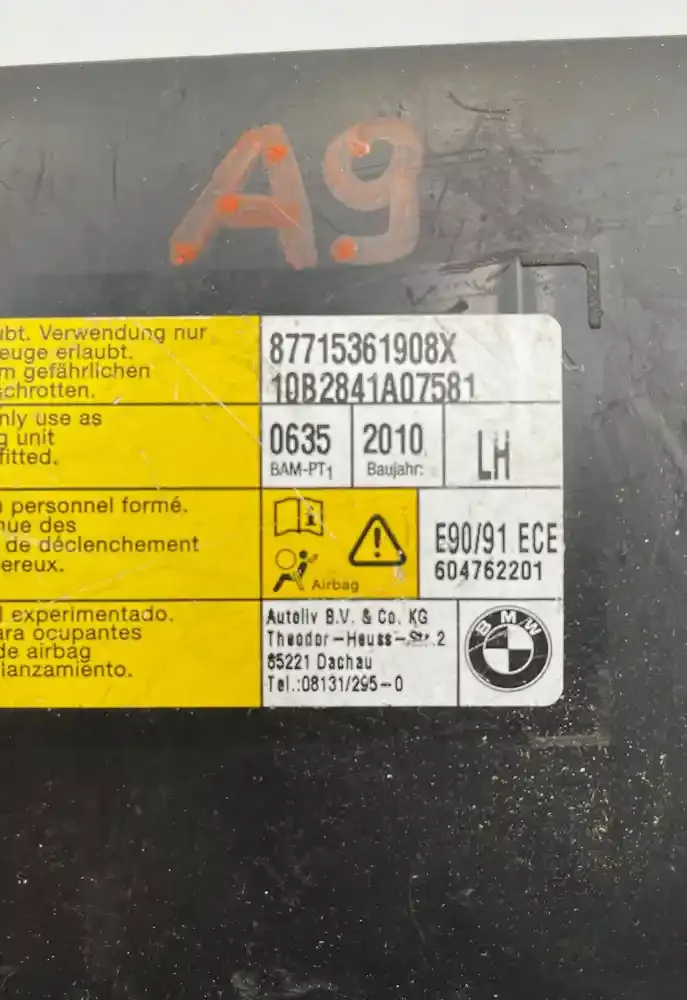 A9
ubt. Verwendung nur
euge erlaubt.
m gefährlichen
chrotten.
87715361908X
10B2841A07581
nly use as
g unit
fitted.
0635
BAM-PT1
2010
Baujahr:
LH
personnel formé.
nue des
de déclenchement
ereux.
Airbag
E90/91 ECE
604762201
l experimentado.
ara ocupantes
de airbag
lanzamiento.
Autoliv B.V. & Co. KG
Theodor-Heuss-Str.2
85221 Dachau
Tel.:08131/295-0
BMW